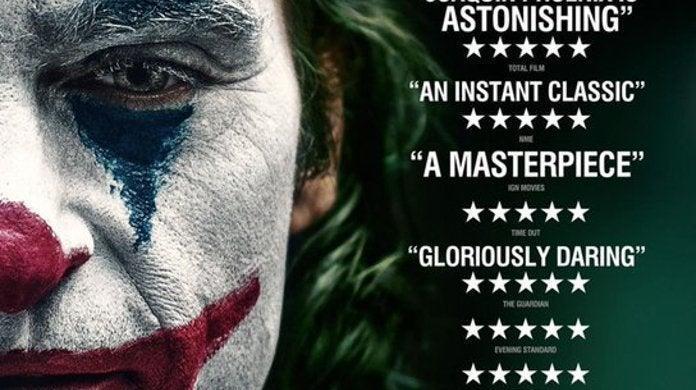 ASTONISHING”
★★★★★
TOTAL FILM
“AN INSTANT CLASSIC”
★★★★★
NME
“A MASTERPIECE”
IGN MOVIES
★★★★★
TIME OUT
“GLORIOUSLY DARING”
★★★★★
THE GUARDIAN
★★★★★
EVENING STANDARD
★★★★★